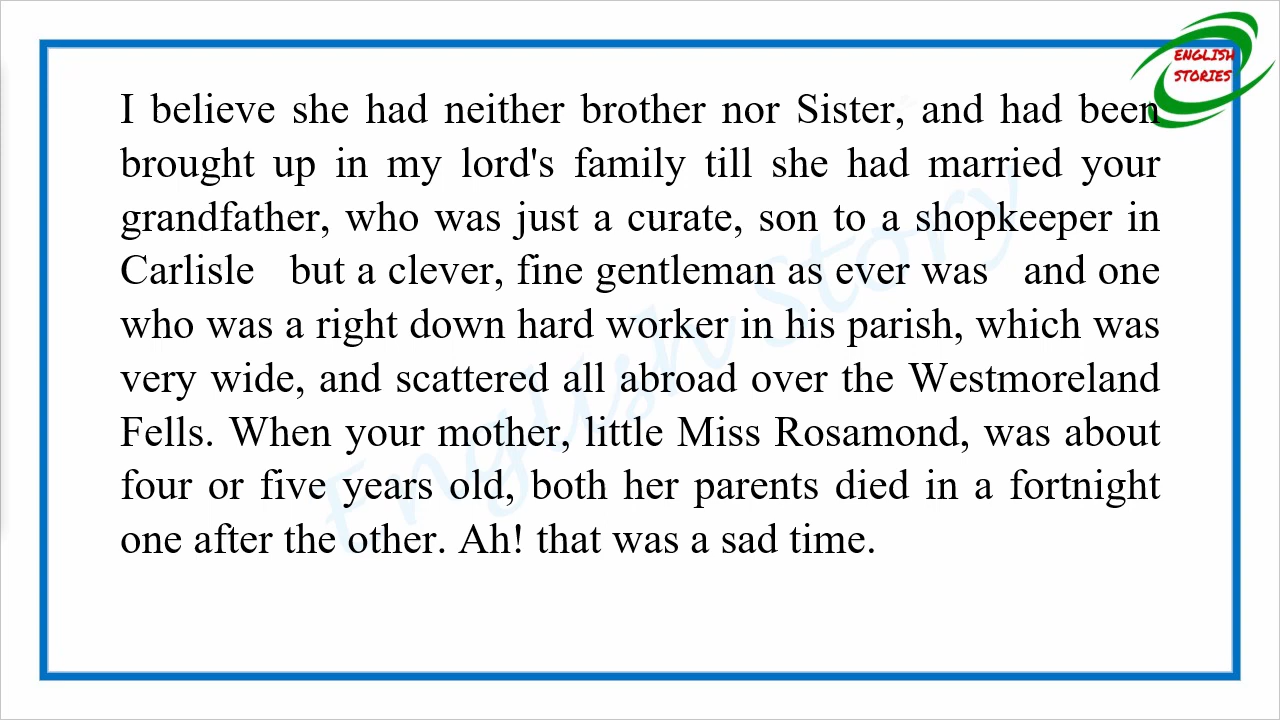 ENGLISH
STORIES
I believe she had neither brother nor Sister, and had been
brought up in my lord's family till she had married your
grandfather, who was just a curate, son to a shopkeeper in
Carlisle   but a clever, fine gentleman as ever was   and one
who was a right down hard worker in his parish, which was
very wide, and scattered all abroad over the Westmoreland
Fells. When your mother, little Miss Rosamond, was about
four or five years old, both her parents died in a fortnight
one after the other. Ah! that was a sad time.
English Story